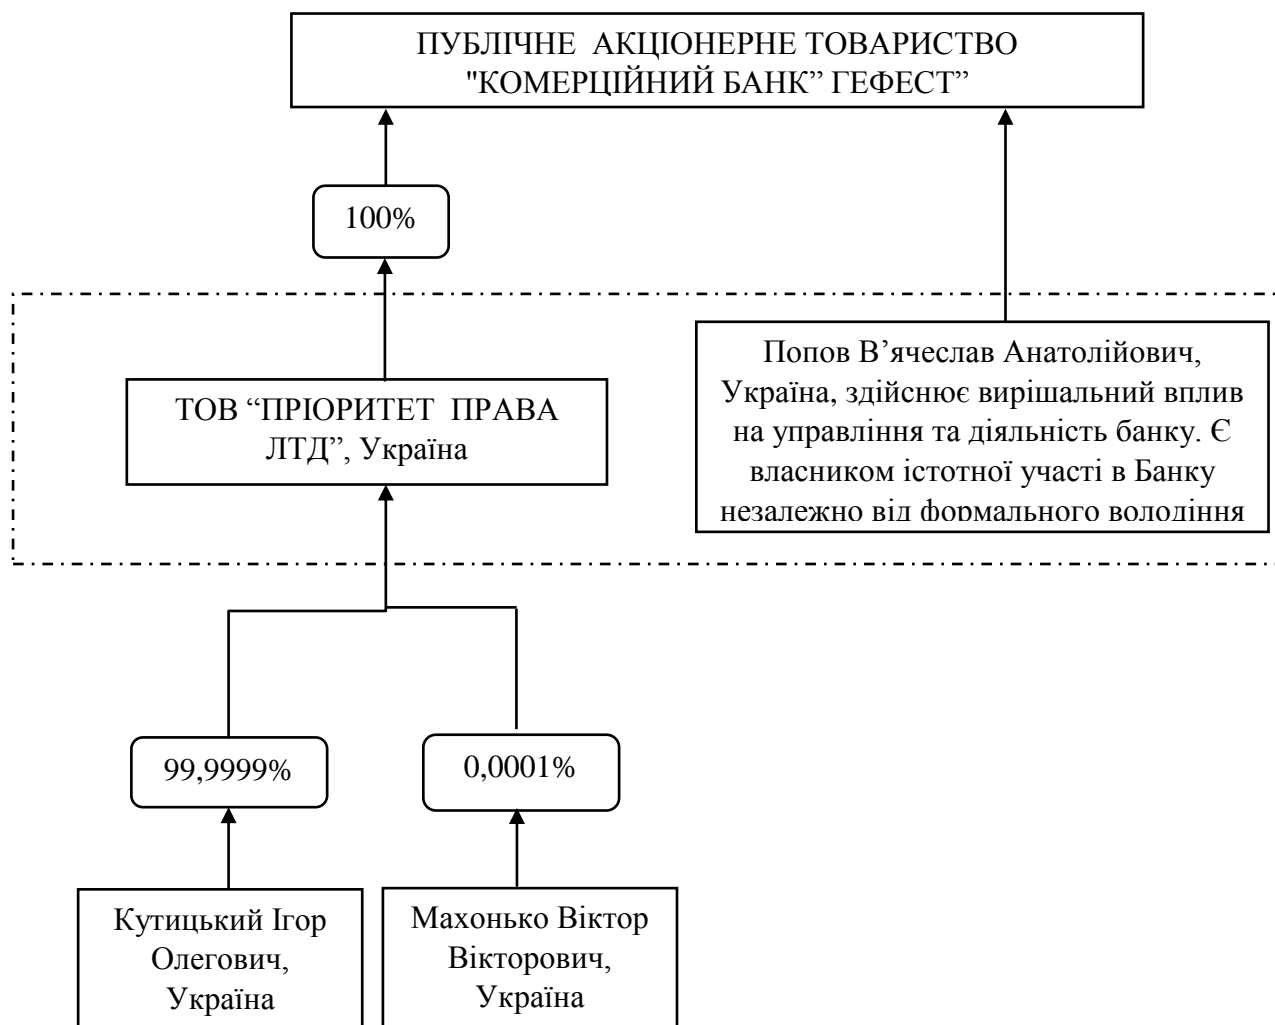 ПУБЛІЧНЕ АКЦІОНЕРНЕ ТОВАРИСТВО
"КОМЕРЦІЙНИЙ БАНК” ГЕФЕСТ”
100%
Попов В’ячеслав Анатолійович,
Україна, здійснює вирішальний вплив
на управління та діяльність банку. Є
власником істотної участі в Банку
незалежно від формального володіння
ТОВ “ПРІОРИТЕТ ПРАВА
ЛТД”, Україна
99,9999%
0,0001%
Кутицький Ігор
Олегович,
Україна
Махонько Віктор
Вікторович,
Україна